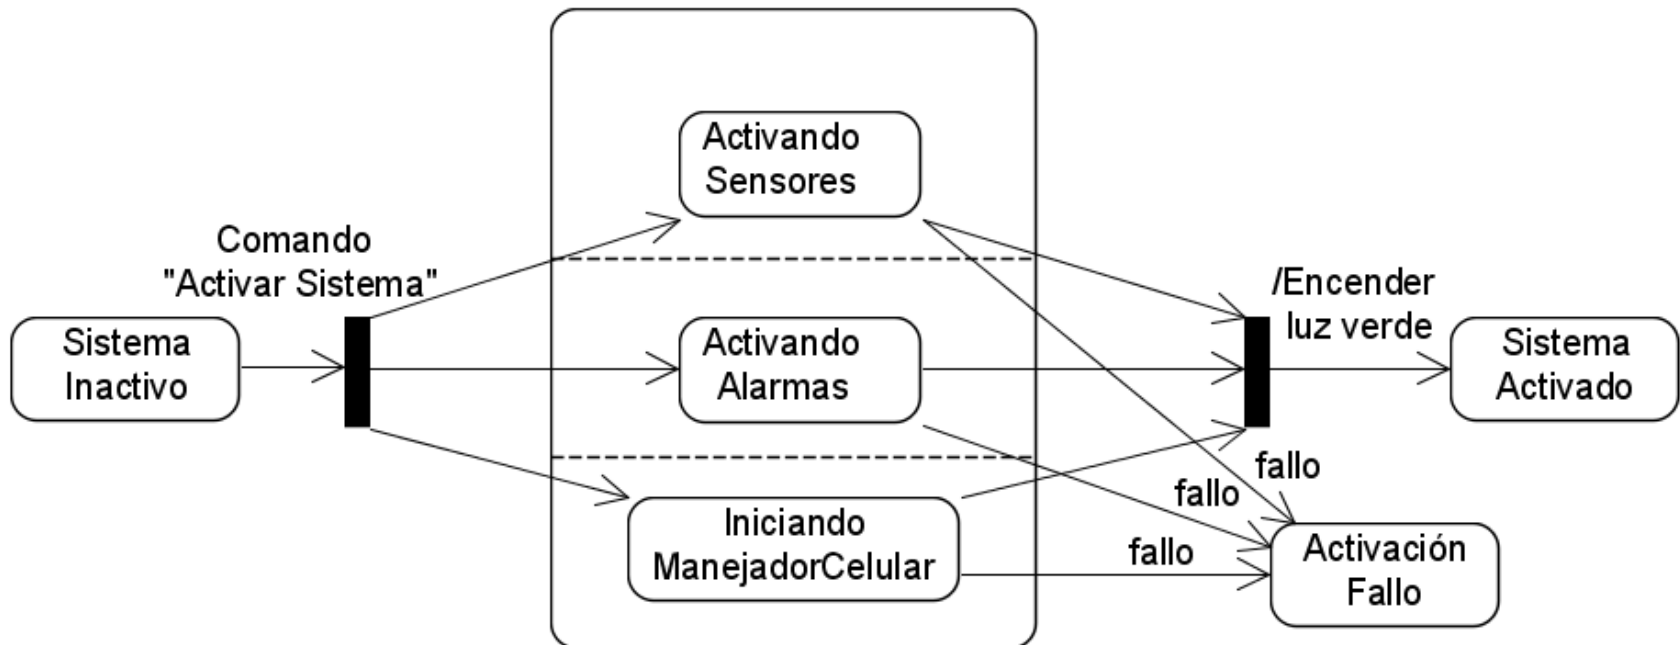 Sistema
Inactivo
Comando
"Activar Sistema"
Activando
Sensores
Activando
Alarmas
Iniciando
ManejadorCelular
/Encender
luz verde
Sistema
Activado
fallo
fallo
fallo
Activación
Fallo